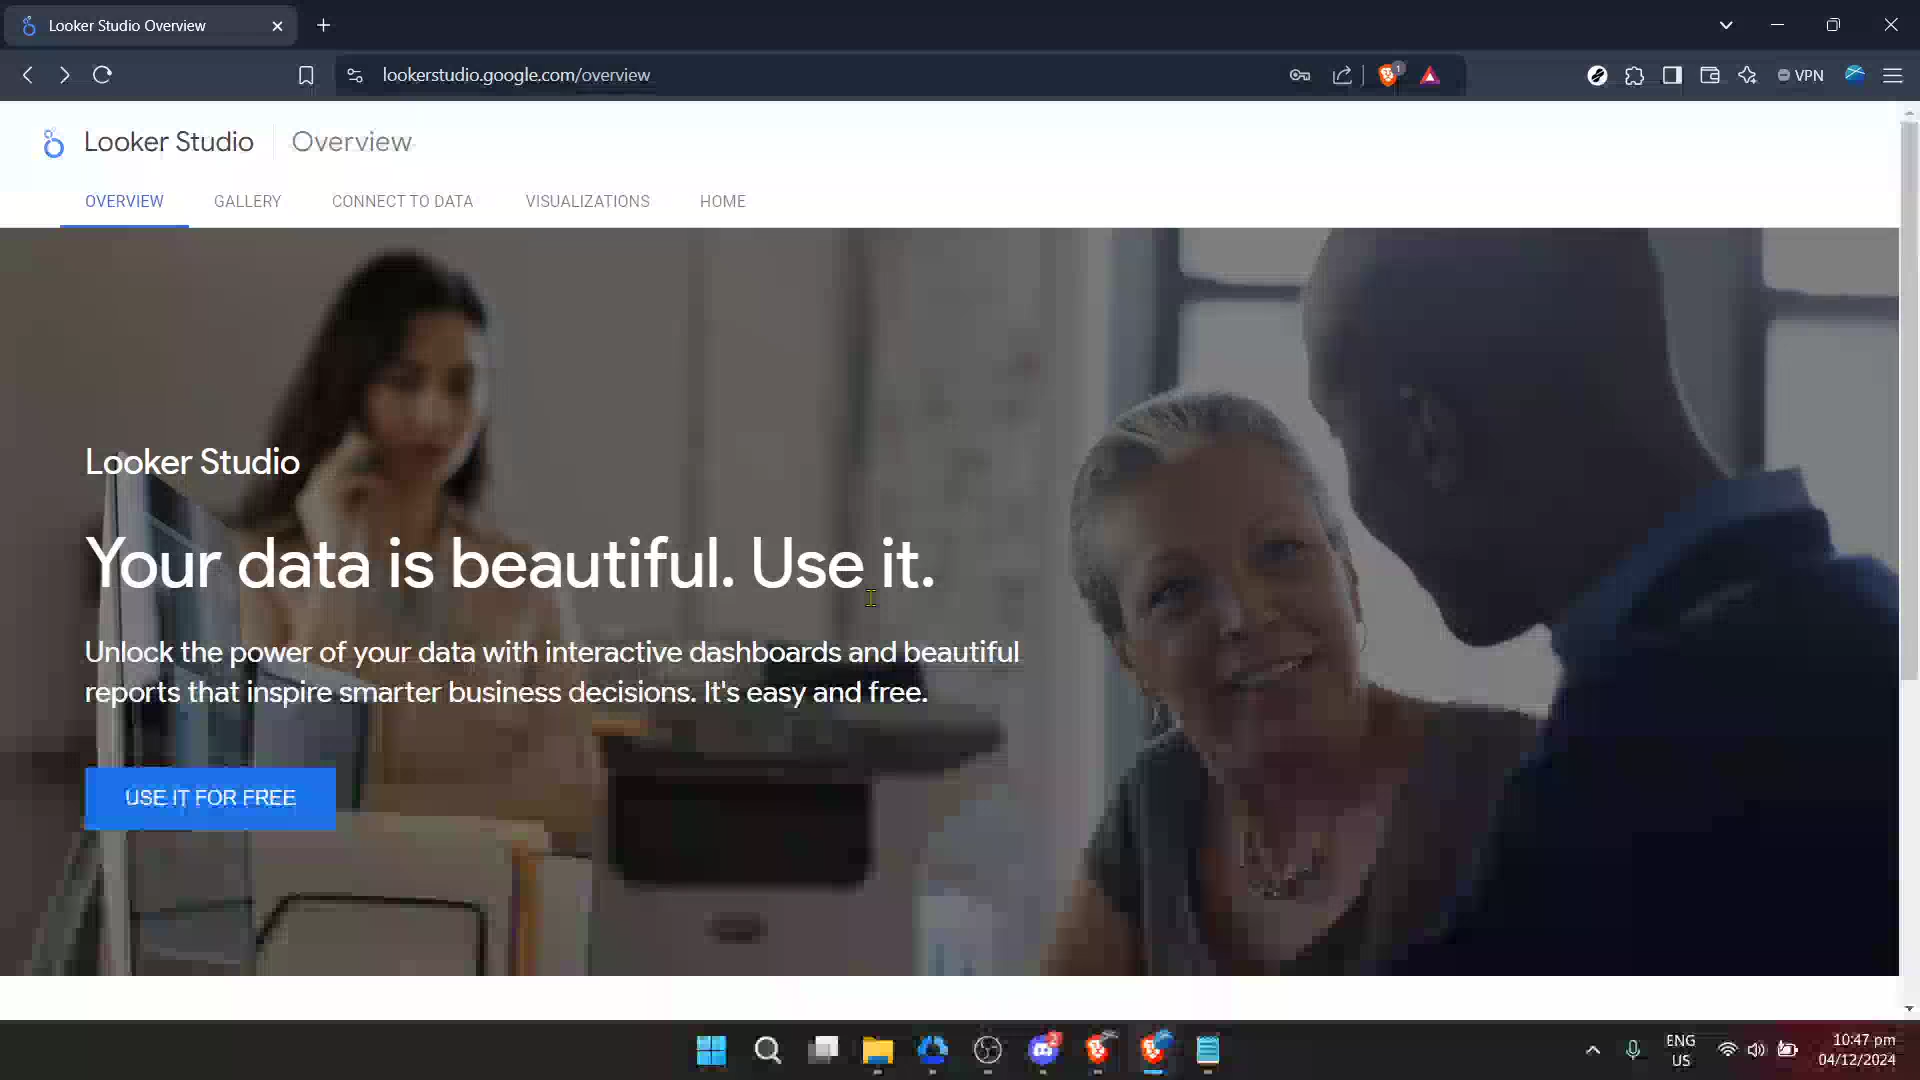 Looker Studio Overview
lookerstudio.google.com/overview
1
VPN
Looker Studio
Overview
OVERVIEW
GALLERY
CONNECT TO DATA
VISUALIZATIONS
HOME
Looker Studio
Your data is beautiful. Use it.
Unlock the power of your data with interactive dashboards and beautiful
reports that inspire smarter business decisions. It's easy and free.
USE IT FOR FREE
2
ENG
US
10:47 pm
04/12/2024